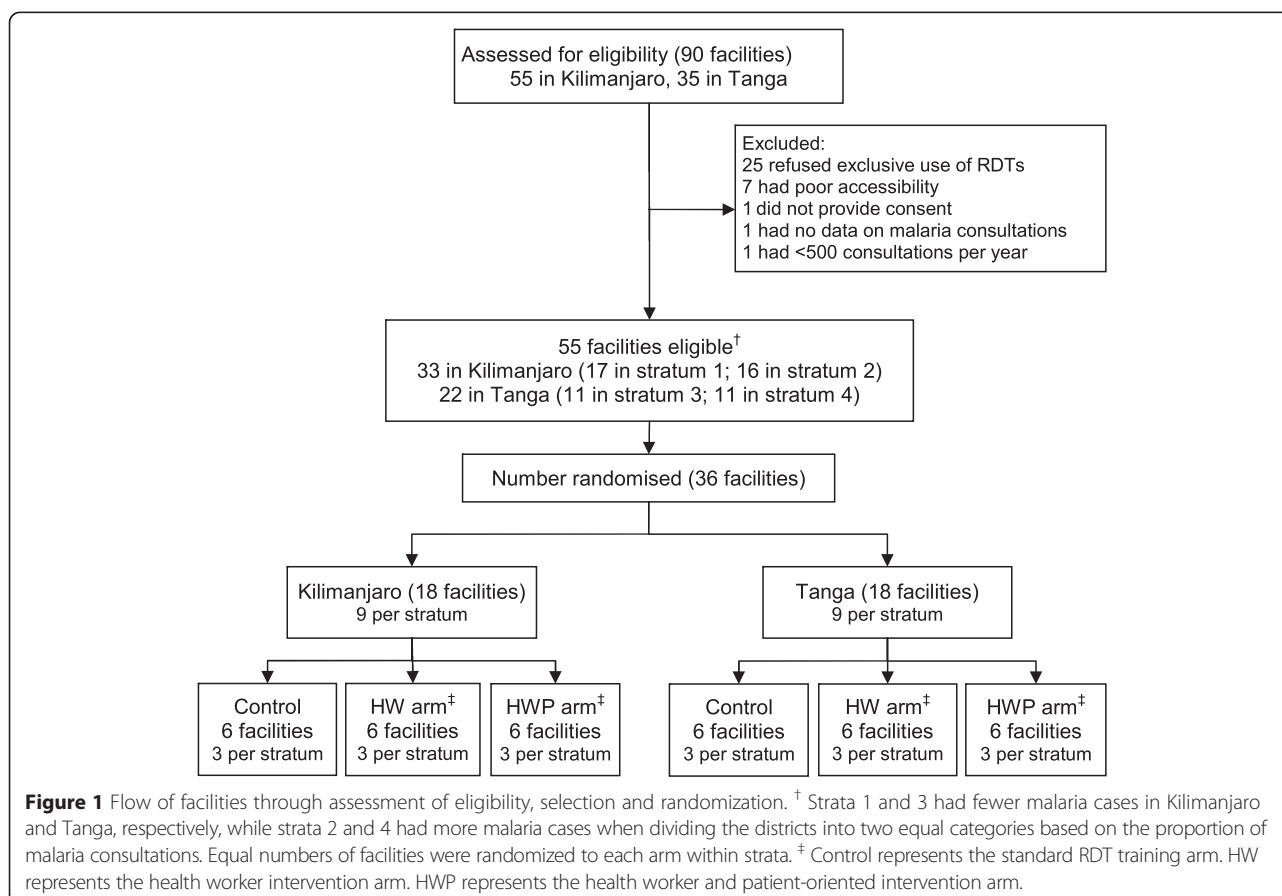 Assessed for eligibility (90 facilities)
55 in Kilimanjaro, 35 in Tanga
Excluded:
25 refused exclusive use of RDTs
7 had poor accessibility
1 did not provide consent
1 had no data on malaria consultations
1 had <500 consultations per year
55 facilities eligible†
33 in Kilimanjaro (17 in stratum 1; 16 in stratum 2)
22 in Tanga (11 in stratum 3; 11 in stratum 4)
Number randomised (36 facilities)
Kilimanjaro (18 facilities)
9 per stratum
Tanga (18 facilities)
9 per stratum
Control
6 facilities
3 per stratum
HW arm‡
6 facilities
3 per stratum
HWP arm‡
6 facilities
3 per stratum
Control
6 facilities
3 per stratum
HW arm‡
6 facilities
3 per stratum
HWP arm‡
6 facilities
3 per stratum
Figure 1 Flow of facilities through assessment of eligibility, selection and randomization. † Strata 1 and 3 had fewer malaria cases in Kilimanjaro
and Tanga, respectively, while strata 2 and 4 had more malaria cases when dividing the districts into two equal categories based on the proportion of
malaria consultations. Equal numbers of facilities were randomized to each arm within strata. ‡ Control represents the standard RDT training arm. HW
represents the health worker intervention arm. HWP represents the health worker and patient-oriented intervention arm.